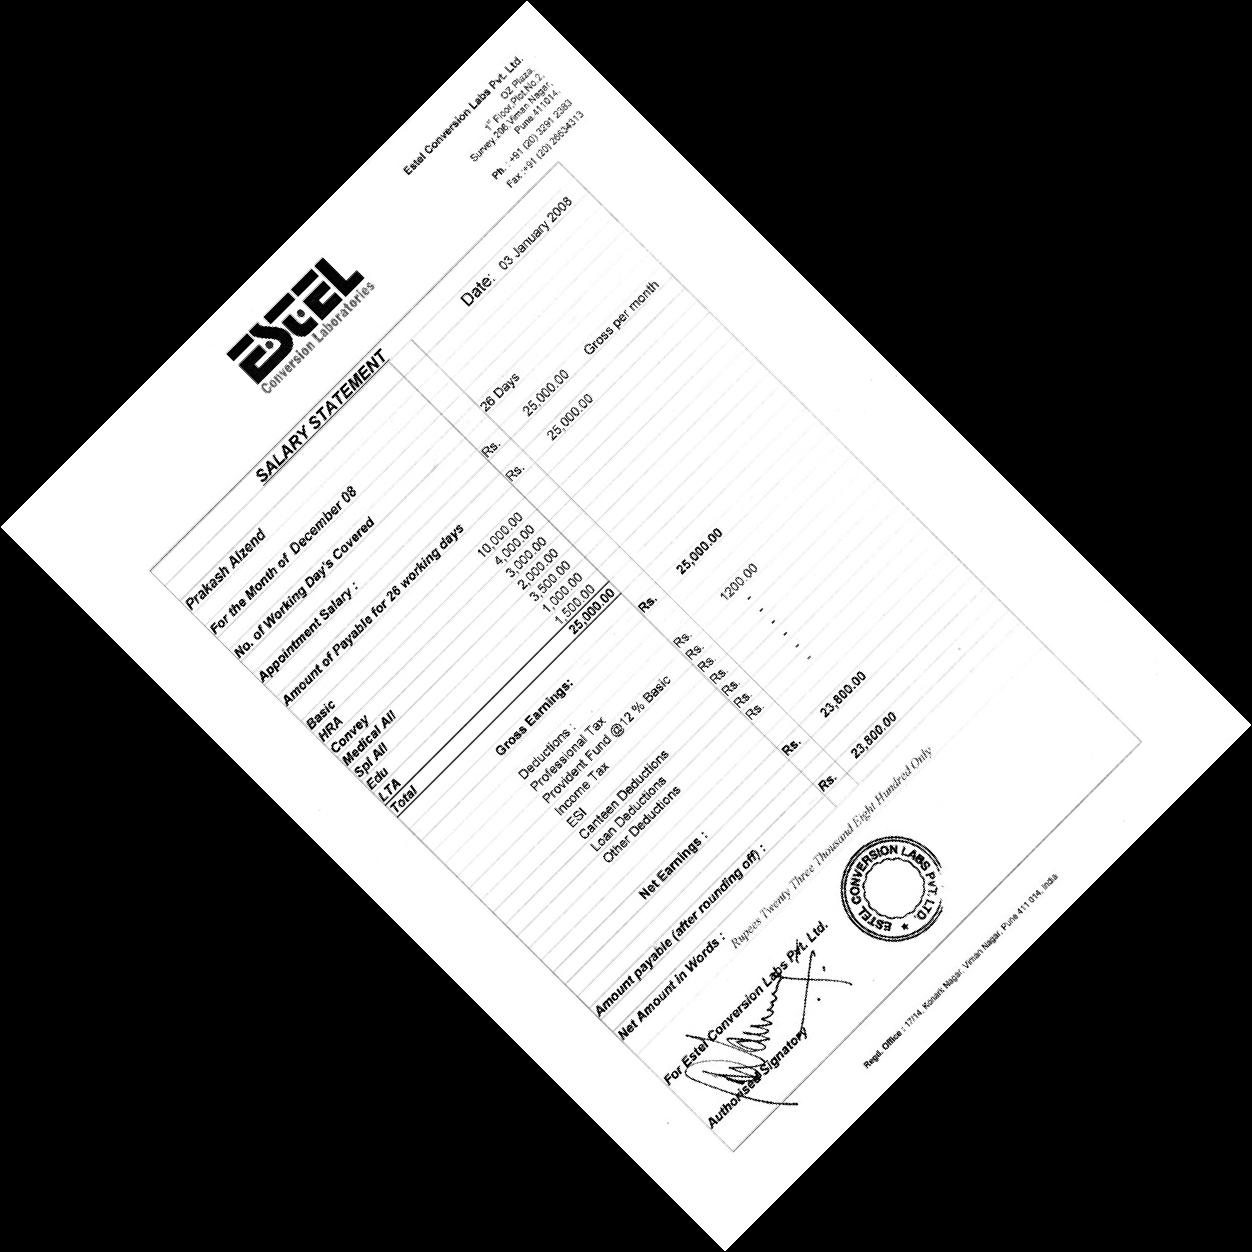 Estel Conversion Labs Pvt. Ltd.
OZ Plaza,
1st Floor, Plot No.2,
Survey.206, Viman Nagar,
Pune 411014.
Ph. : +91 (20) 3291 2383
Fax :+91 (20) 26634313
ESTEL
Conversion Laboratories
SALARY STATEMENT
Date: 03 January 2008
Prakash Alzend
For the Month of December 08
No. of Working Day's Covered 26 Days
Appointment Salary : Rs. 25,000.00 Gross per month
Amount of Payable for 26 working days Rs. 25,000.00
Basic 10,000.00
HRA 4,000.00
Convey 3,000.00
Medical All 2,000.00
Spl All 3,500.00
Edu 1,000.00
LTA 1,500.00
Total 25,000.00
Gross Earnings: Rs. 25,000.00
Deductions :
Professional Tax Rs. 1200.00
Provident Fund @12 % Basic Rs. -
Income Tax Rs. -
ESI Rs. -
Canteen Deductions Rs. -
Loan Deductions Rs. -
Other Deductions Rs. -
Net Earnings : Rs. 23,800.00
Amount payable (after rounding off) : Rs. 23,800.00
Net Amount in Words : Rupees Twenty Three Thousand Eight Hundred Only
For Estel Conversion Labs Pvt. Ltd.
ESTEL CONVERSION LABS PVT. LTD. ★
Authorised Signatory
Regd. Office : 17/14, Konark Nagar, Viman Nagar, Pune 411 014, India